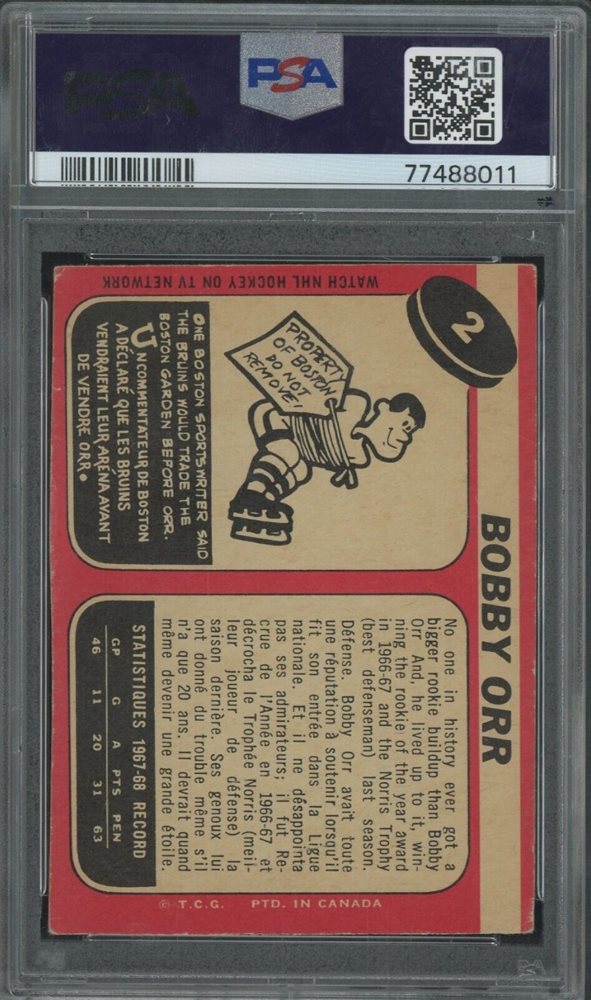 PSA
PSA
77488011
2
BOBBY ORR
WATCH NHL HOCKEY ON TV NETWORK
PROPERTY
OF BOSTON
DO NOT
REMOVE!
ONE BOSTON SPORTSWRITER SAID
THE BRUINS WOULD TRADE THE
BOSTON GARDEN BEFORE ORR.
UN COMMENTATEUR DE BOSTON
A DÉCLARÉ QUE LES BRUINS
VENDRAIENT LEUR ARÉNA AVANT
DE VENDRE ORR.
No one in history ever got a
bigger rookie buildup than Bobby
Orr And, he lived up to it, win-
ning the rookie of the year award
in 1966-67 and the Norris Trophy
(best defenseman) last season.
Défense. Bobby Orr avait toute
une réputation à soutenir lorsqu'il
fit son entrée dans la Ligue
nationale. Et il ne désappointa
pas ses admirateurs; il fut Re-
crue de l'Année en 1966-67 et
décrocha le Trophée Norris (meil-
leur joueur de défense) la
saison dernière. Ses genoux lui
ont donné du trouble même s'il
n'a que 20 ans. Il devrait quand
même devenir une grande étoile.
STATISTIQUES 1967-68 RECORD
GP G A PTS PEN
46 11 20 31 63
© T.C.G. PTD. IN CANADA